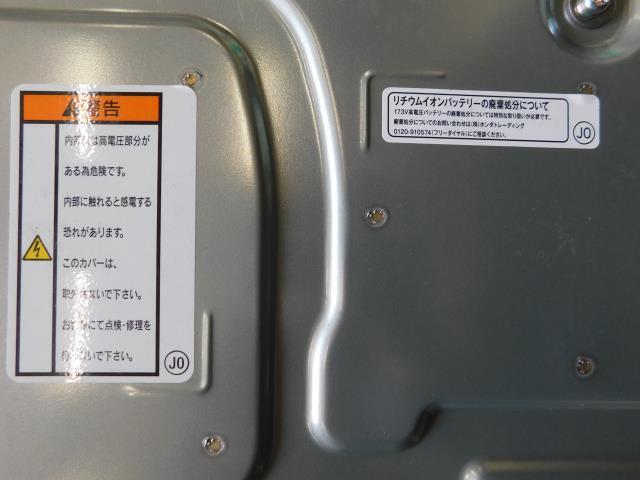 警告
内部には高電圧部分が
ある為危険です。
内部に触れると感電する
恐れがあります。
このカバーは、
取外さないで下さい。
お客様にて点検・修理を
行わないで下さい。
JO
リチウムイオンバッテリーの廃棄処分について
173V高電圧バッテリーの廃棄処分については特別な取り扱いが必要です。
廃棄処分についてのお問い合わせは(株)ホンダトレーディング
0120-910574(フリーダイヤル)にご相談ください。
JO